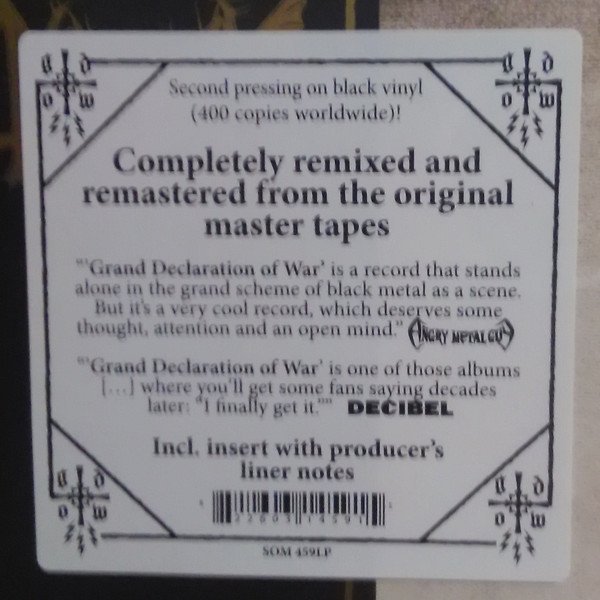 g d
o w
g d
o w
Second pressing on black vinyl
(400 copies worldwide)!
Completely remixed and
remastered from the original
master tapes
"'Grand Declaration of War' is a record that stands
alone in the grand scheme of black metal as a scene.
But it's a very cool record, which deserves some
thought, attention and an open mind." ANGRY METAL GUY
"'Grand Declaration of War' is one of those albums
[...] where you'll get some fans saying decades
later: "I finally get it."" DECIBEL
Incl. insert with producer's
liner notes
g d
o w
g d
o w
SOM 459LP